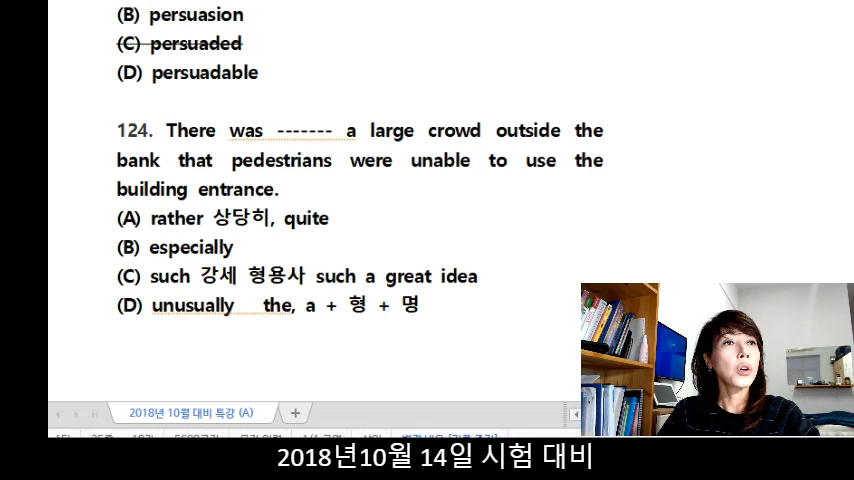 (B) persuasion
(C) persuaded
(D) persuadable
124. There was ------- a large crowd outside the
bank that pedestrians were unable to use the
building entrance.
(A) rather 상당히, quite
(B) especially
(C) such 강세 형용사 such a great idea
(D) unusually the, a + 형 + 명
2018년 10월 대비 특강 (A)
2018년10월 14일 시험 대비